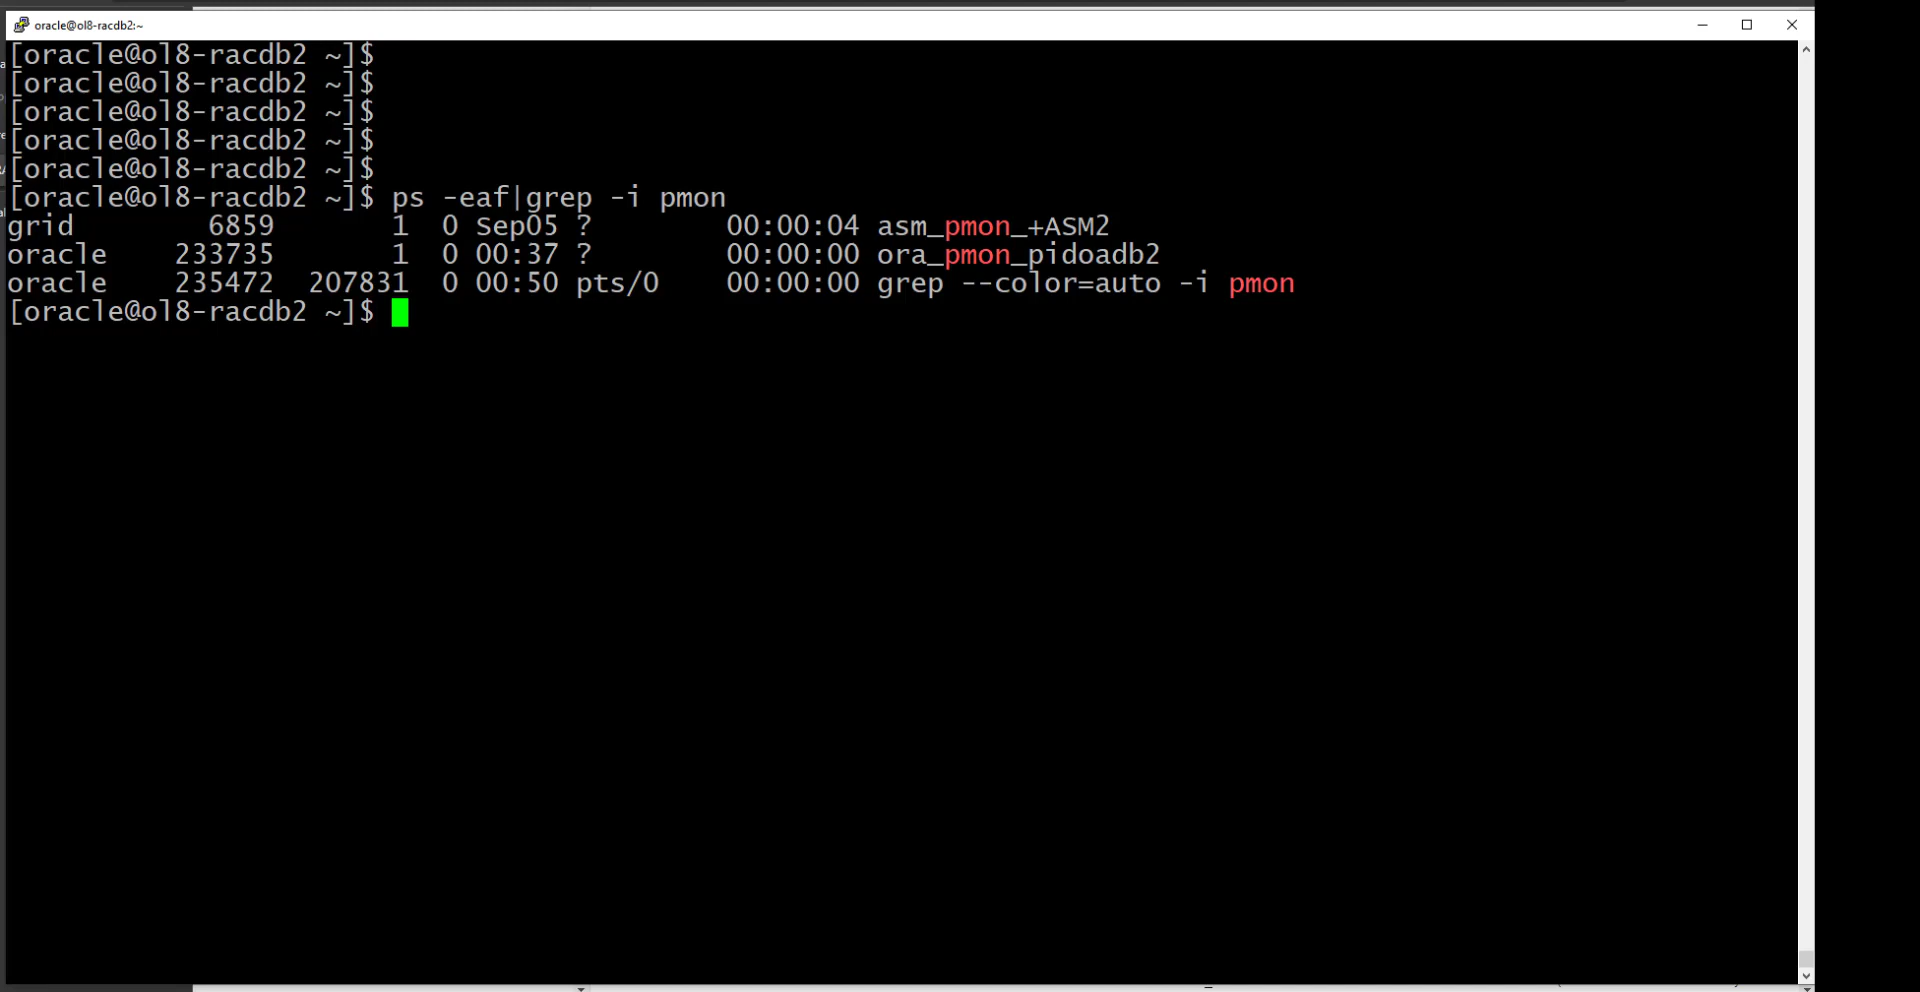 oracle@ol8-racdb2:~
[oracle@ol8-racdb2 ~]$
[oracle@ol8-racdb2 ~]$
[oracle@ol8-racdb2 ~]$
[oracle@ol8-racdb2 ~]$
[oracle@ol8-racdb2 ~]$
[oracle@ol8-racdb2 ~]$ ps -eaf|grep -i pmon
grid        6859       1  0 Sep05 ?        00:00:04 asm_pmon_+ASM2
oracle    233735       1  0 00:37 ?        00:00:00 ora_pmon_pidoadb2
oracle    235472  207831  0 00:50 pts/0    00:00:00 grep --color=auto -i pmon
[oracle@ol8-racdb2 ~]$